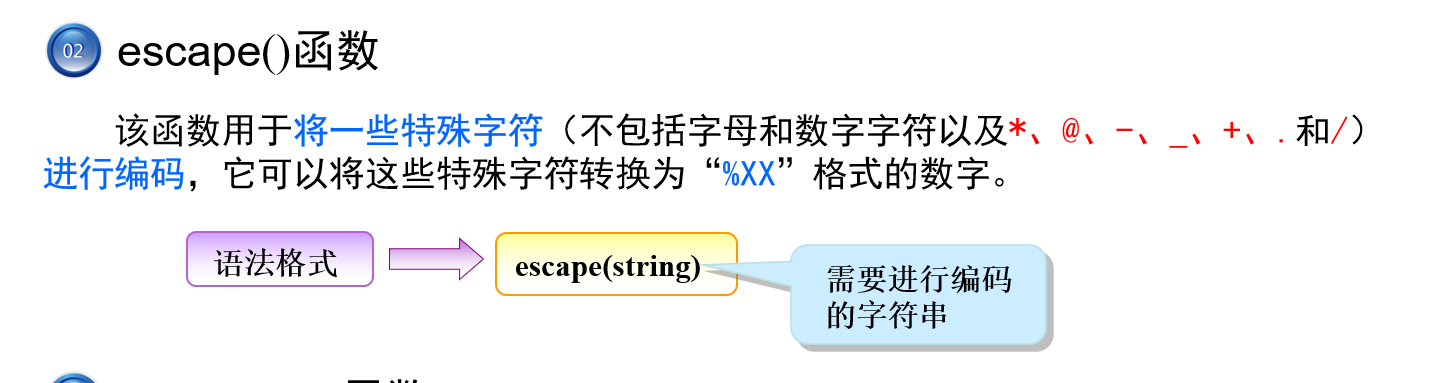 02
escape()函数
该函数用于将一些特殊字符（不包括字母和数字字符以及*、@、-、_、+、.和/）
进行编码，它可以将这些特殊字符转换为“%XX”格式的数字。
语法格式
escape(string)
需要进行编码
的字符串